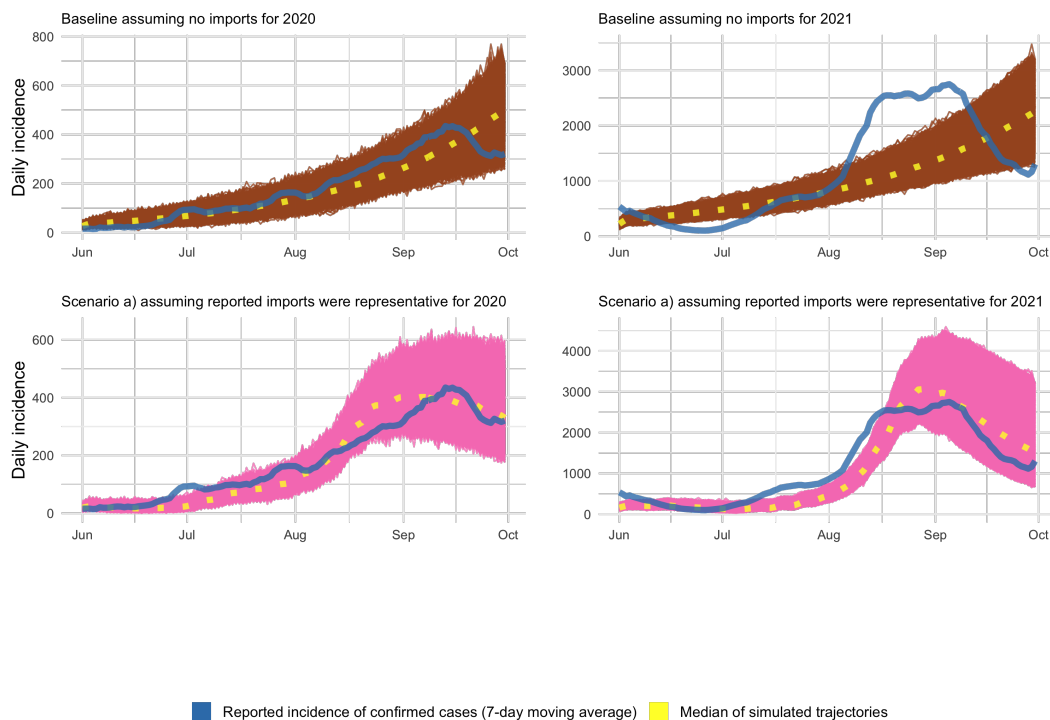 Baseline assuming no imports for 2020
Baseline assuming no imports for 2021
Daily incidence
800
600
400
200
0
Jun Jul Aug Sep Oct
3000
2000
1000
0
Jun Jul Aug Sep Oct
Scenario a) assuming reported imports were representative for 2020
Scenario a) assuming reported imports were representative for 2021
Daily incidence
600
400
200
0
Jun Jul Aug Sep Oct
4000
3000
2000
1000
0
Jun Jul Aug Sep Oct
Reported incidence of confirmed cases (7-day moving average) Median of simulated trajectories